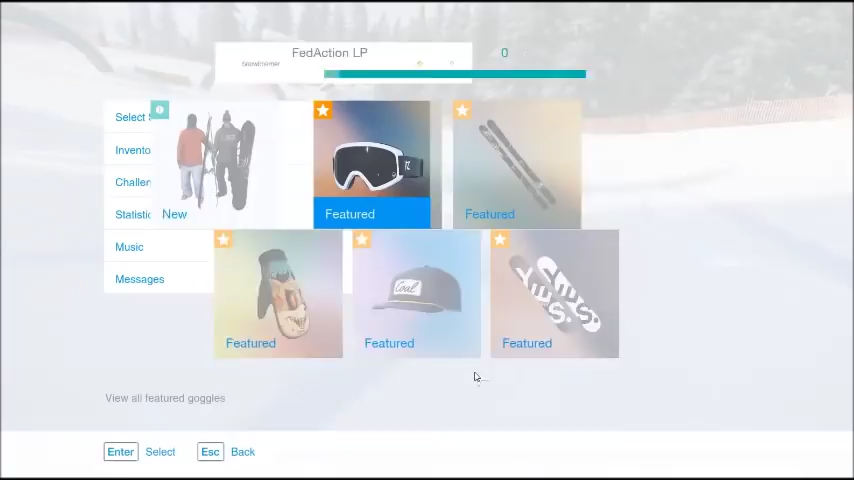 FedAction LP
0
Select
Invento
New
Featured
Featured
Challen
Statistic
Music
Messages
Featured
Coal
Featured
Featured
View all featured goggles
Enter Select Esc Back